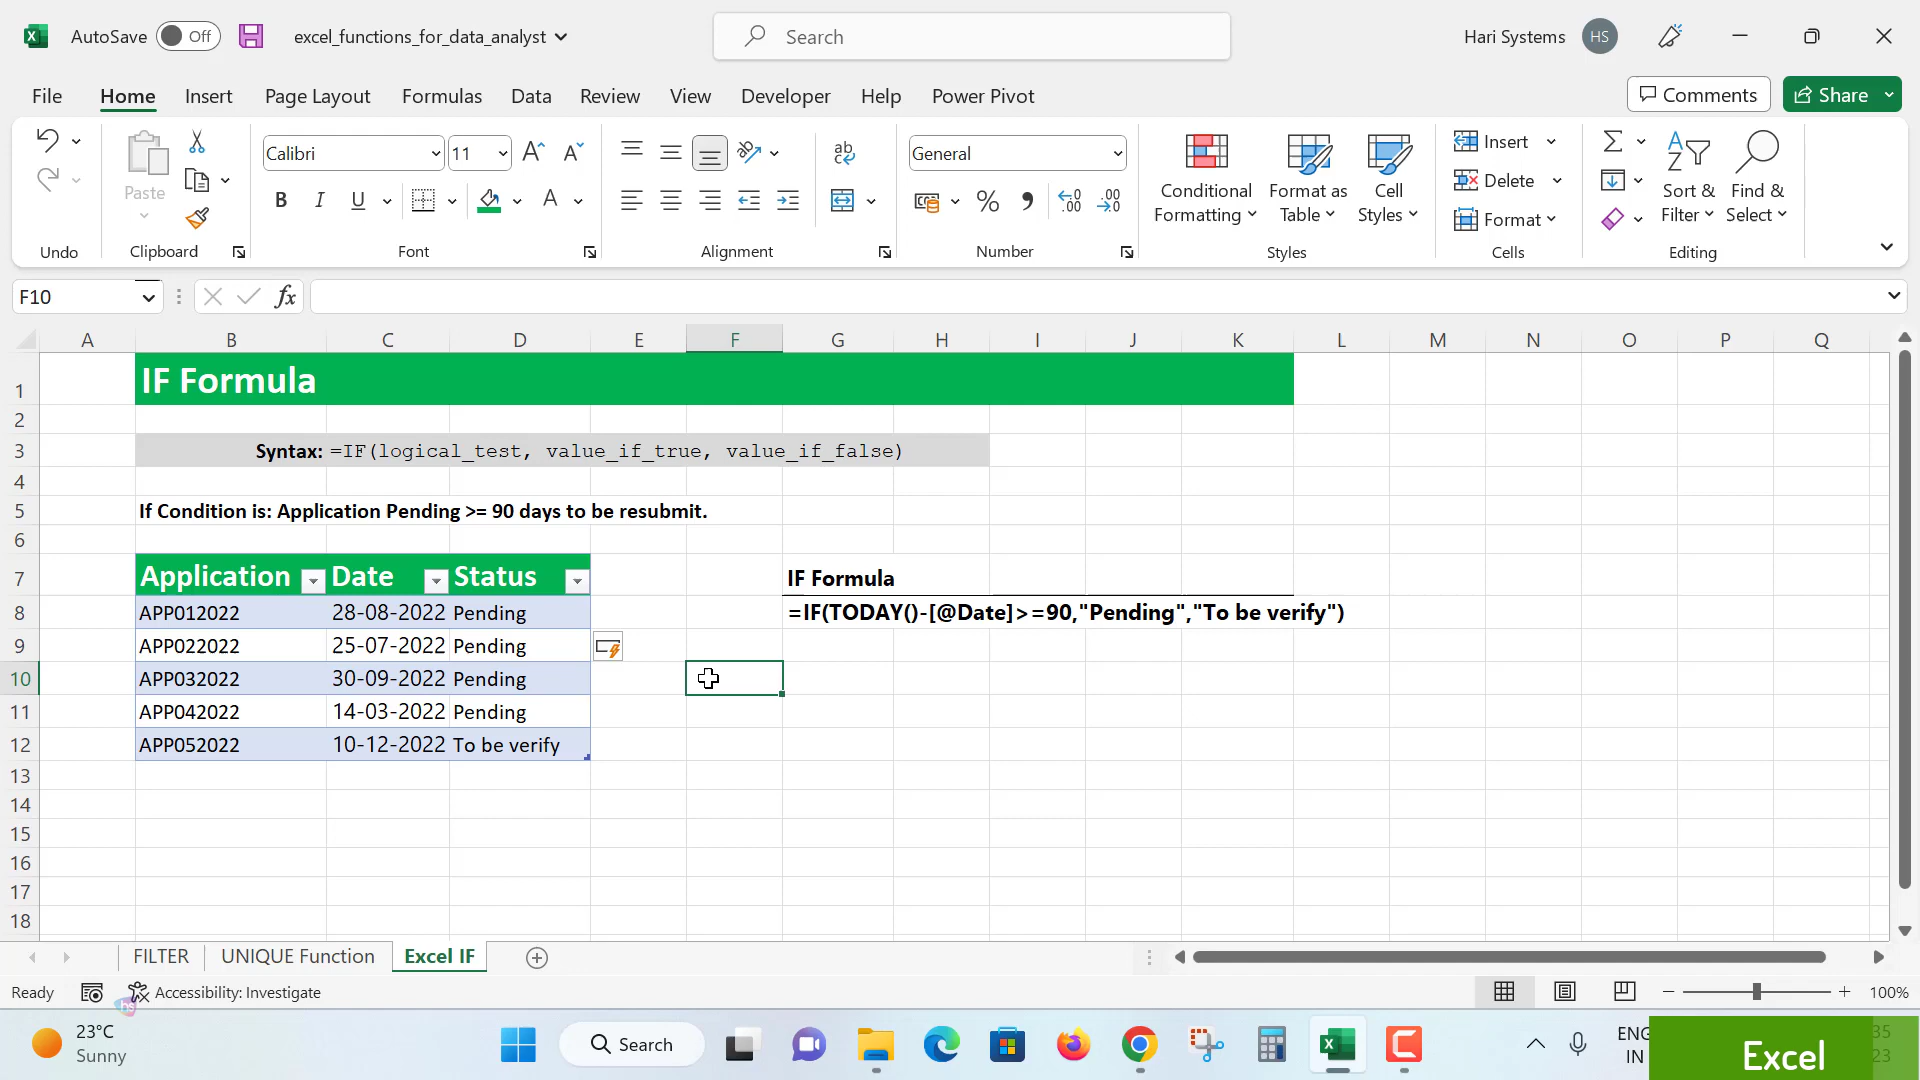 AutoSave Off excel_functions_for_data_analyst Search Hari Systems HS
File Home Insert Page Layout Formulas Data Review View Developer Help Power Pivot Comments Share
Paste
Calibri 11
B I U A
ab
General
% .00
Conditional Formatting
Format as Table
Cell Styles
Insert
Delete
Format
Sort & Filter
Find & Select
Undo Clipboard Font Alignment Number Styles Cells Editing
F10 fx
A B C D E F G H I J K L M N O P Q
1 IF Formula
2
3 Syntax: =IF(logical_test, value_if_true, value_if_false)
4
5 If Condition is: Application Pending >= 90 days to be resubmit.
6
7 Application Date Status IF Formula
8 APP012022 28-08-2022 Pending =IF(TODAY()-[@Date]>=90,"Pending","To be verify")
9 APP022022 25-07-2022 Pending
10 APP032022 30-09-2022 Pending
11 APP042022 14-03-2022 Pending
12 APP052022 10-12-2022 To be verify
13
14
15
16
17
18
FILTER UNIQUE Function Excel IF
Ready Accessibility: Investigate 100%
hs
23°C
Sunny
Search
ENG
IN
Excel